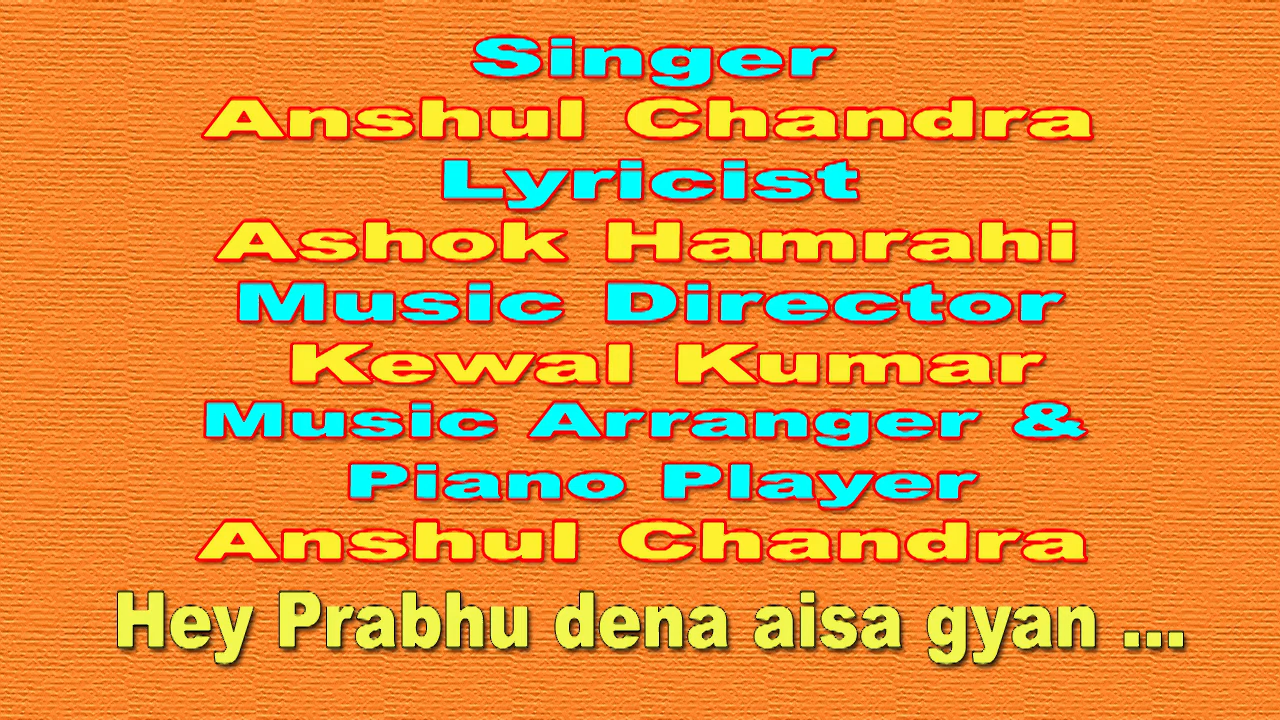 Singer
Anshul Chandra
Lyricist
Ashok Hamrahi
Music Director
Kewal Kumar
Music Arranger &
Piano Player
Anshul Chandra
Hey Prabhu dena aisa gyan ...